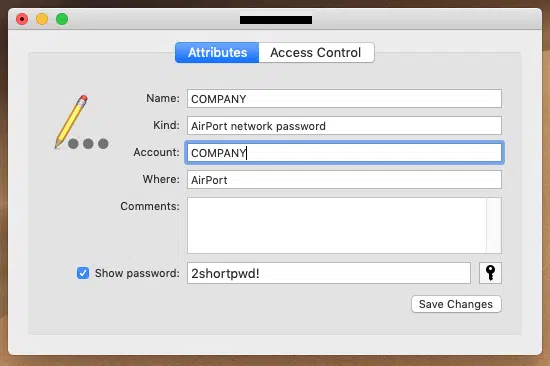 Attributes
Access Control
Name: COMPANY
Kind: AirPort network password
Account: COMPANY
Where: AirPort
Comments:
Show password: 2shortpwd!
Save Changes